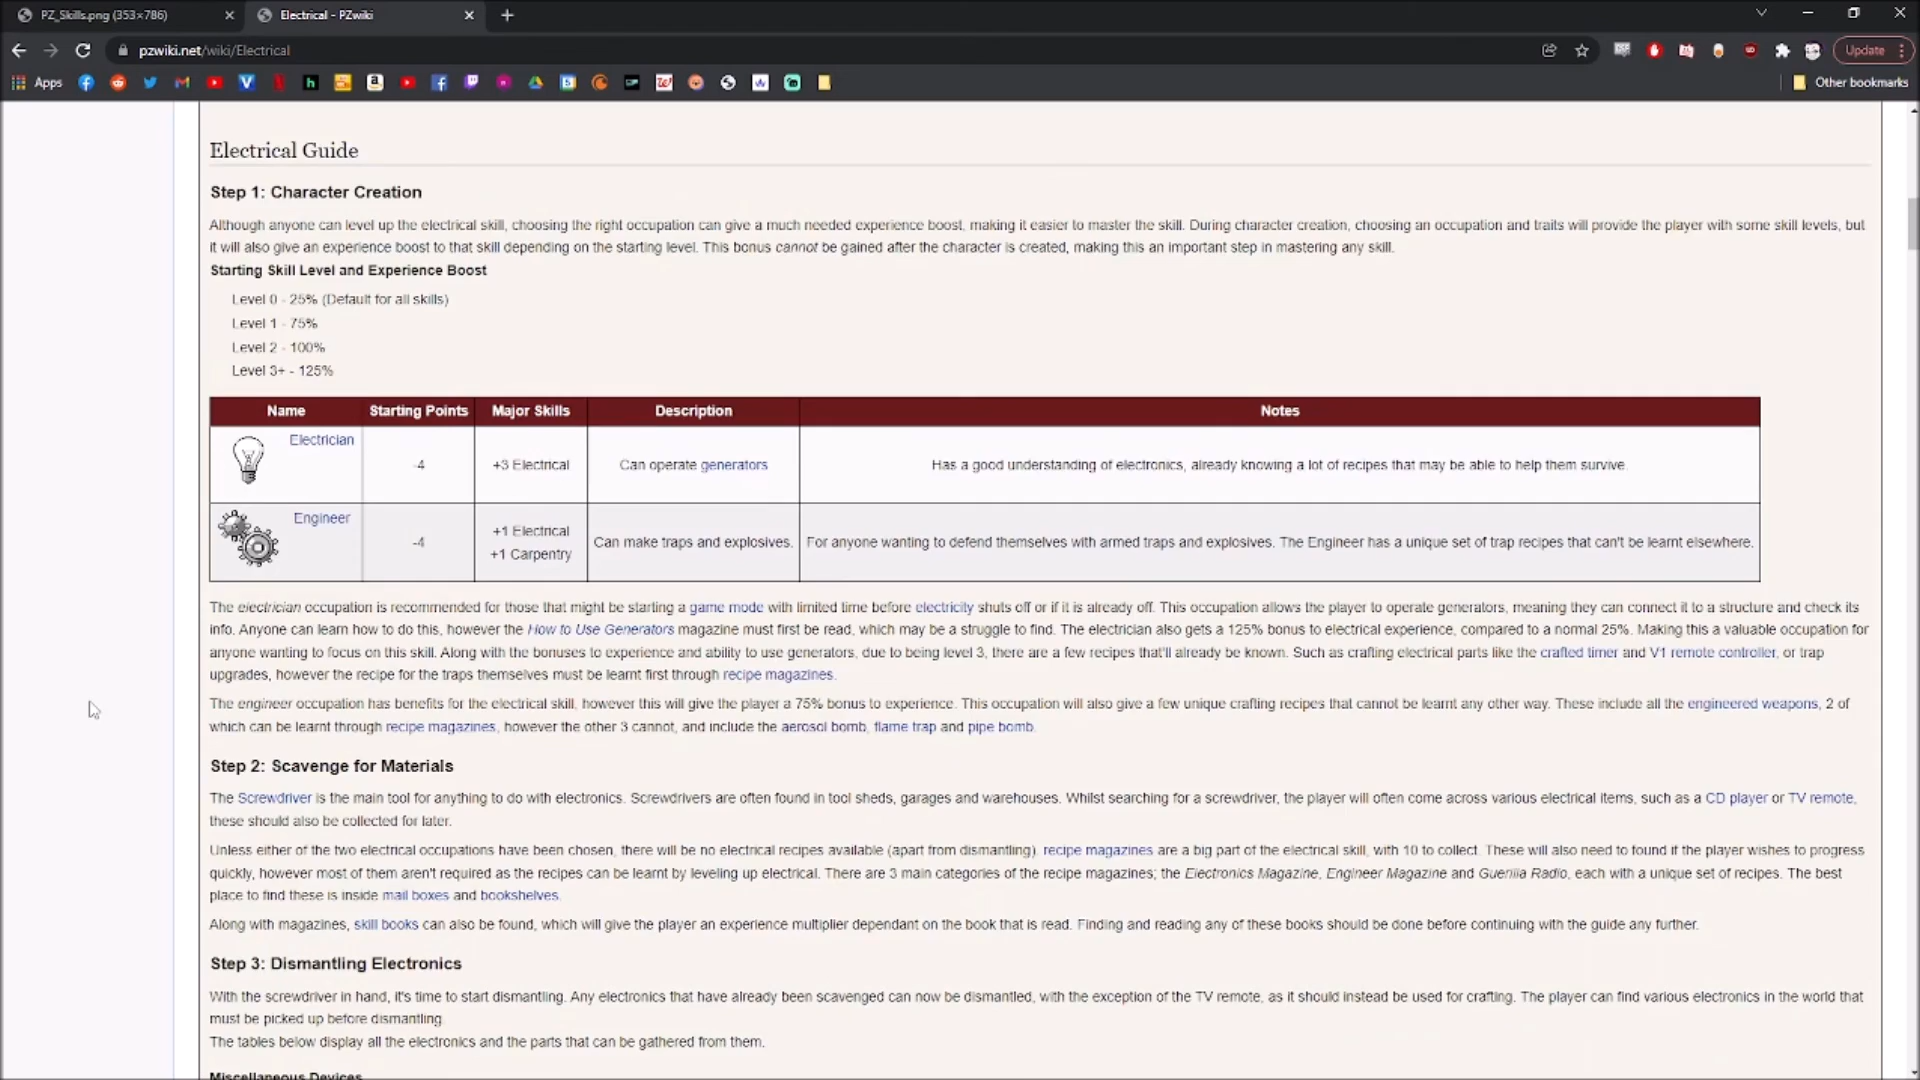 PZ_Skills.png (353×786)
Electrical - PZwiki
pzwiki.net/wiki/Electrical
Update
Apps
Other bookmarks
Electrical Guide
Step 1: Character Creation
Although anyone can level up the electrical skill, choosing the right occupation can give a much needed experience boost, making it easier to master the skill. During character creation, choosing an occupation and traits will provide the player with some skill levels, but
it will also give an experience boost to that skill depending on the starting level. This bonus cannot be gained after the character is created, making this an important step in mastering any skill.
Starting Skill Level and Experience Boost
Level 0 - 25% (Default for all skills)
Level 1 - 75%
Level 2 - 100%
Level 3+ - 125%
Name Starting Points Major Skills Description Notes
Electrician -4 +3 Electrical Can operate generators Has a good understanding of electronics, already knowing a lot of recipes that may be able to help them survive.
Engineer -4 +1 Electrical
+1 Carpentry Can make traps and explosives. For anyone wanting to defend themselves with armed traps and explosives. The Engineer has a unique set of trap recipes that can't be learnt elsewhere.
The electrician occupation is recommended for those that might be starting a game mode with limited time before electricity shuts off or if it is already off. This occupation allows the player to operate generators, meaning they can connect it to a structure and check its
info. Anyone can learn how to do this, however the How to Use Generators magazine must first be read, which may be a struggle to find. The electrician also gets a 125% bonus to electrical experience, compared to a normal 25%. Making this a valuable occupation for
anyone wanting to focus on this skill. Along with the bonuses to experience and ability to use generators, due to being level 3, there are a few recipes that'll already be known. Such as crafting electrical parts like the crafted timer and V1 remote controller, or trap
upgrades, however the recipe for the traps themselves must be learnt first through recipe magazines.
The engineer occupation has benefits for the electrical skill, however this will give the player a 75% bonus to experience. This occupation will also give a few unique crafting recipes that cannot be learnt any other way. These include all the engineered weapons, 2 of
which can be learnt through recipe magazines, however the other 3 cannot, and include the aerosol bomb, flame trap and pipe bomb.
Step 2: Scavenge for Materials
The Screwdriver is the main tool for anything to do with electronics. Screwdrivers are often found in tool sheds, garages and warehouses. Whilst searching for a screwdriver, the player will often come across various electrical items, such as a CD player or TV remote,
these should also be collected for later.
Unless either of the two electrical occupations have been chosen, there will be no electrical recipes available (apart from dismantling). recipe magazines are a big part of the electrical skill, with 10 to collect. These will also need to found if the player wishes to progress
quickly, however most of them aren't required as the recipes can be learnt by leveling up electrical. There are 3 main categories of the recipe magazines; the Electronics Magazine, Engineer Magazine and Guerilla Radio, each with a unique set of recipes. The best
place to find these is inside mail boxes and bookshelves.
Along with magazines, skill books can also be found, which will give the player an experience multiplier dependant on the book that is read. Finding and reading any of these books should be done before continuing with the guide any further.
Step 3: Dismantling Electronics
With the screwdriver in hand, it's time to start dismantling. Any electronics that have already been scavenged can now be dismantled, with the exception of the TV remote, as it should instead be used for crafting. The player can find various electronics in the world that
must be picked up before dismantling.
The tables below display all the electronics and the parts that can be gathered from them.
Miscellaneous Devices